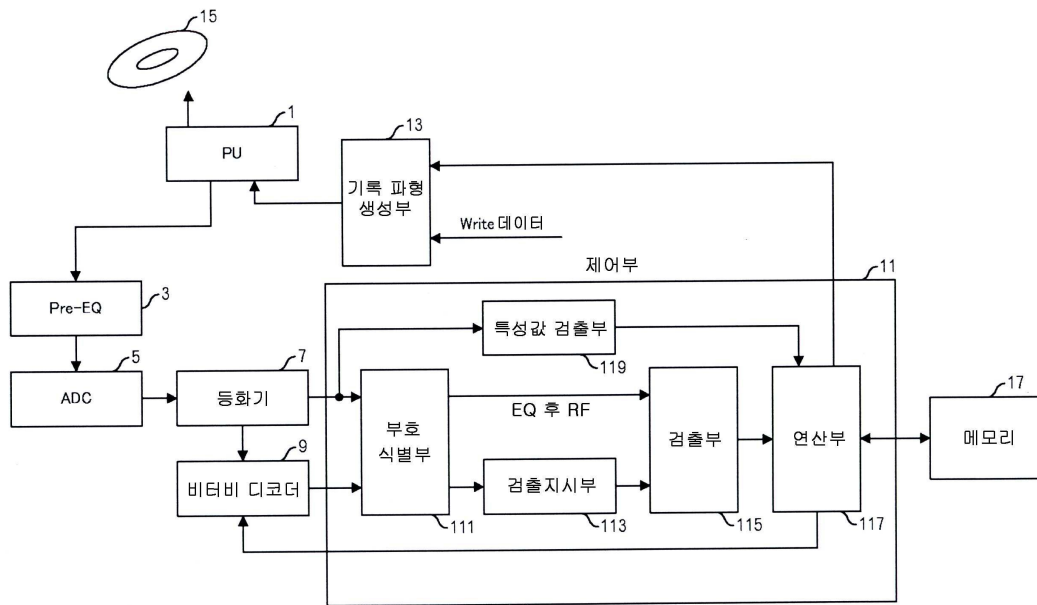 15
1
PU
13
기록 파형
생성부
Write 데이터
제어부
11
Pre-EQ
3
5
ADC
7
등화기
9
비터비 디코더
특성값 검출부
119
부호
식별부
111
EQ 후 RF
검출지시부
113
검출부
115
연산부
117
17
메모리